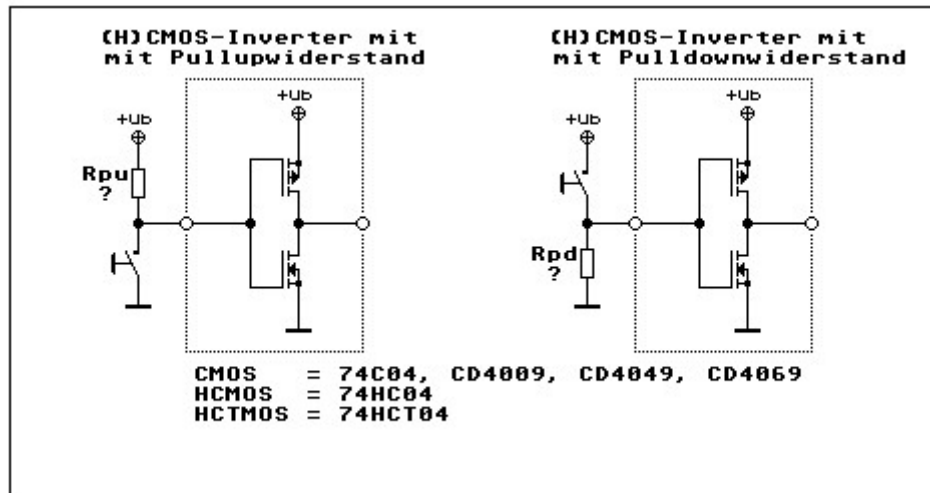 (H)CMOS-Inverter mit
mit Pullupwiderstand
(H)CMOS-Inverter mit
mit Pulldownwiderstand
+Ub
+Ub
Rpu
?
+Ub
+Ub
Rpd
?
CMOS = 74C04, CD4009, CD4049, CD4069
HCMOS = 74HC04
HCTMOS = 74HCT04